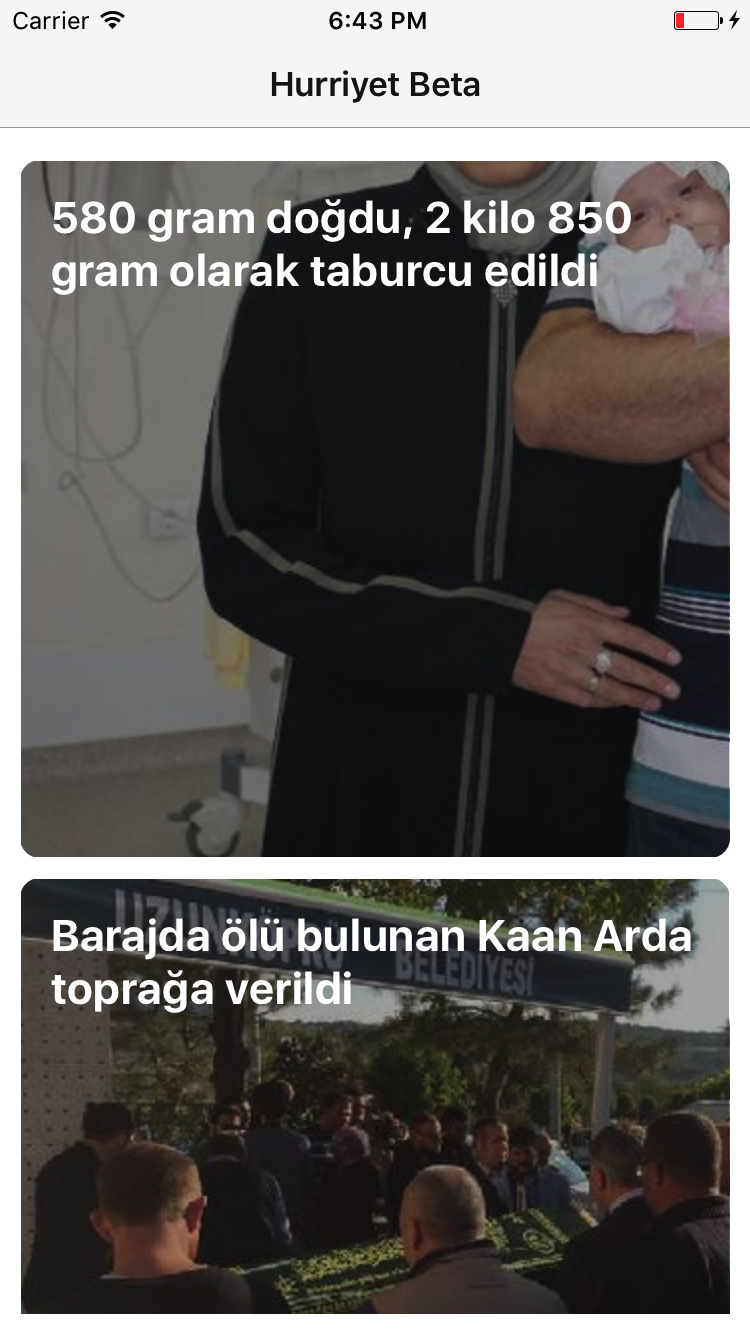 Carrier
6:43 PM
Hurriyet Beta
580 gram doğdu, 2 kilo 850
gram olarak taburcu edildi
Barajda ölü bulunan Kaan Arda
toprağa verildi
UZUNKÖPRÜ
BELEDİYESİ